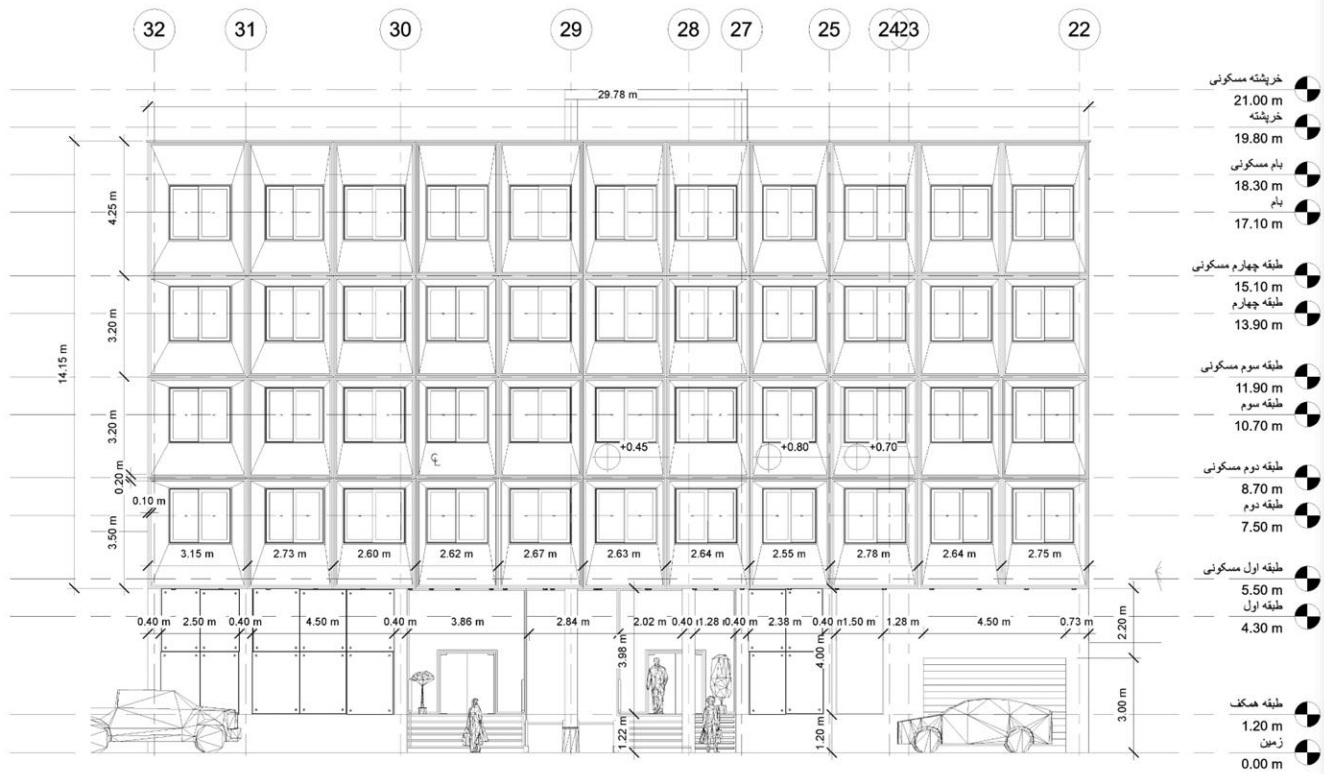 32 31 30 29 28 27 25 24 23 22
29.78 m
خرپشته مسکونی
21.00 m
خرپشته
19.80 m
بام مسکونی
18.30 m
بام
17.10 m
طبقه چهارم مسکونی
15.10 m
طبقه چهارم
13.90 m
طبقه سوم مسکونی
11.90 m
طبقه سوم
10.70 m
طبقه دوم مسکونی
8.70 m
طبقه دوم
7.50 m
طبقه اول مسکونی
5.50 m
طبقه اول
4.30 m
طبقه همکف
1.20 m
زمین
0.00 m
14.15 m
4.25 m
3.20 m
3.20 m
0.20 m
0.10 m
3.50 m
+0.45 +0.80 +0.70
3.15 m 2.73 m 2.60 m 2.62 m 2.67 m 2.63 m 2.64 m 2.55 m 2.78 m 2.64 m 2.75 m
0.40 m 2.50 m 0.40 m 4.50 m 0.40 m 3.86 m 2.84 m 2.02 m 0.40 1.28 0.40 m 2.38 m 0.40 1.50 m 1.28 m 4.50 m 0.73 m
3.98 m
4.00 m
2.20 m
3.00 m
1.22 m
1.20 m